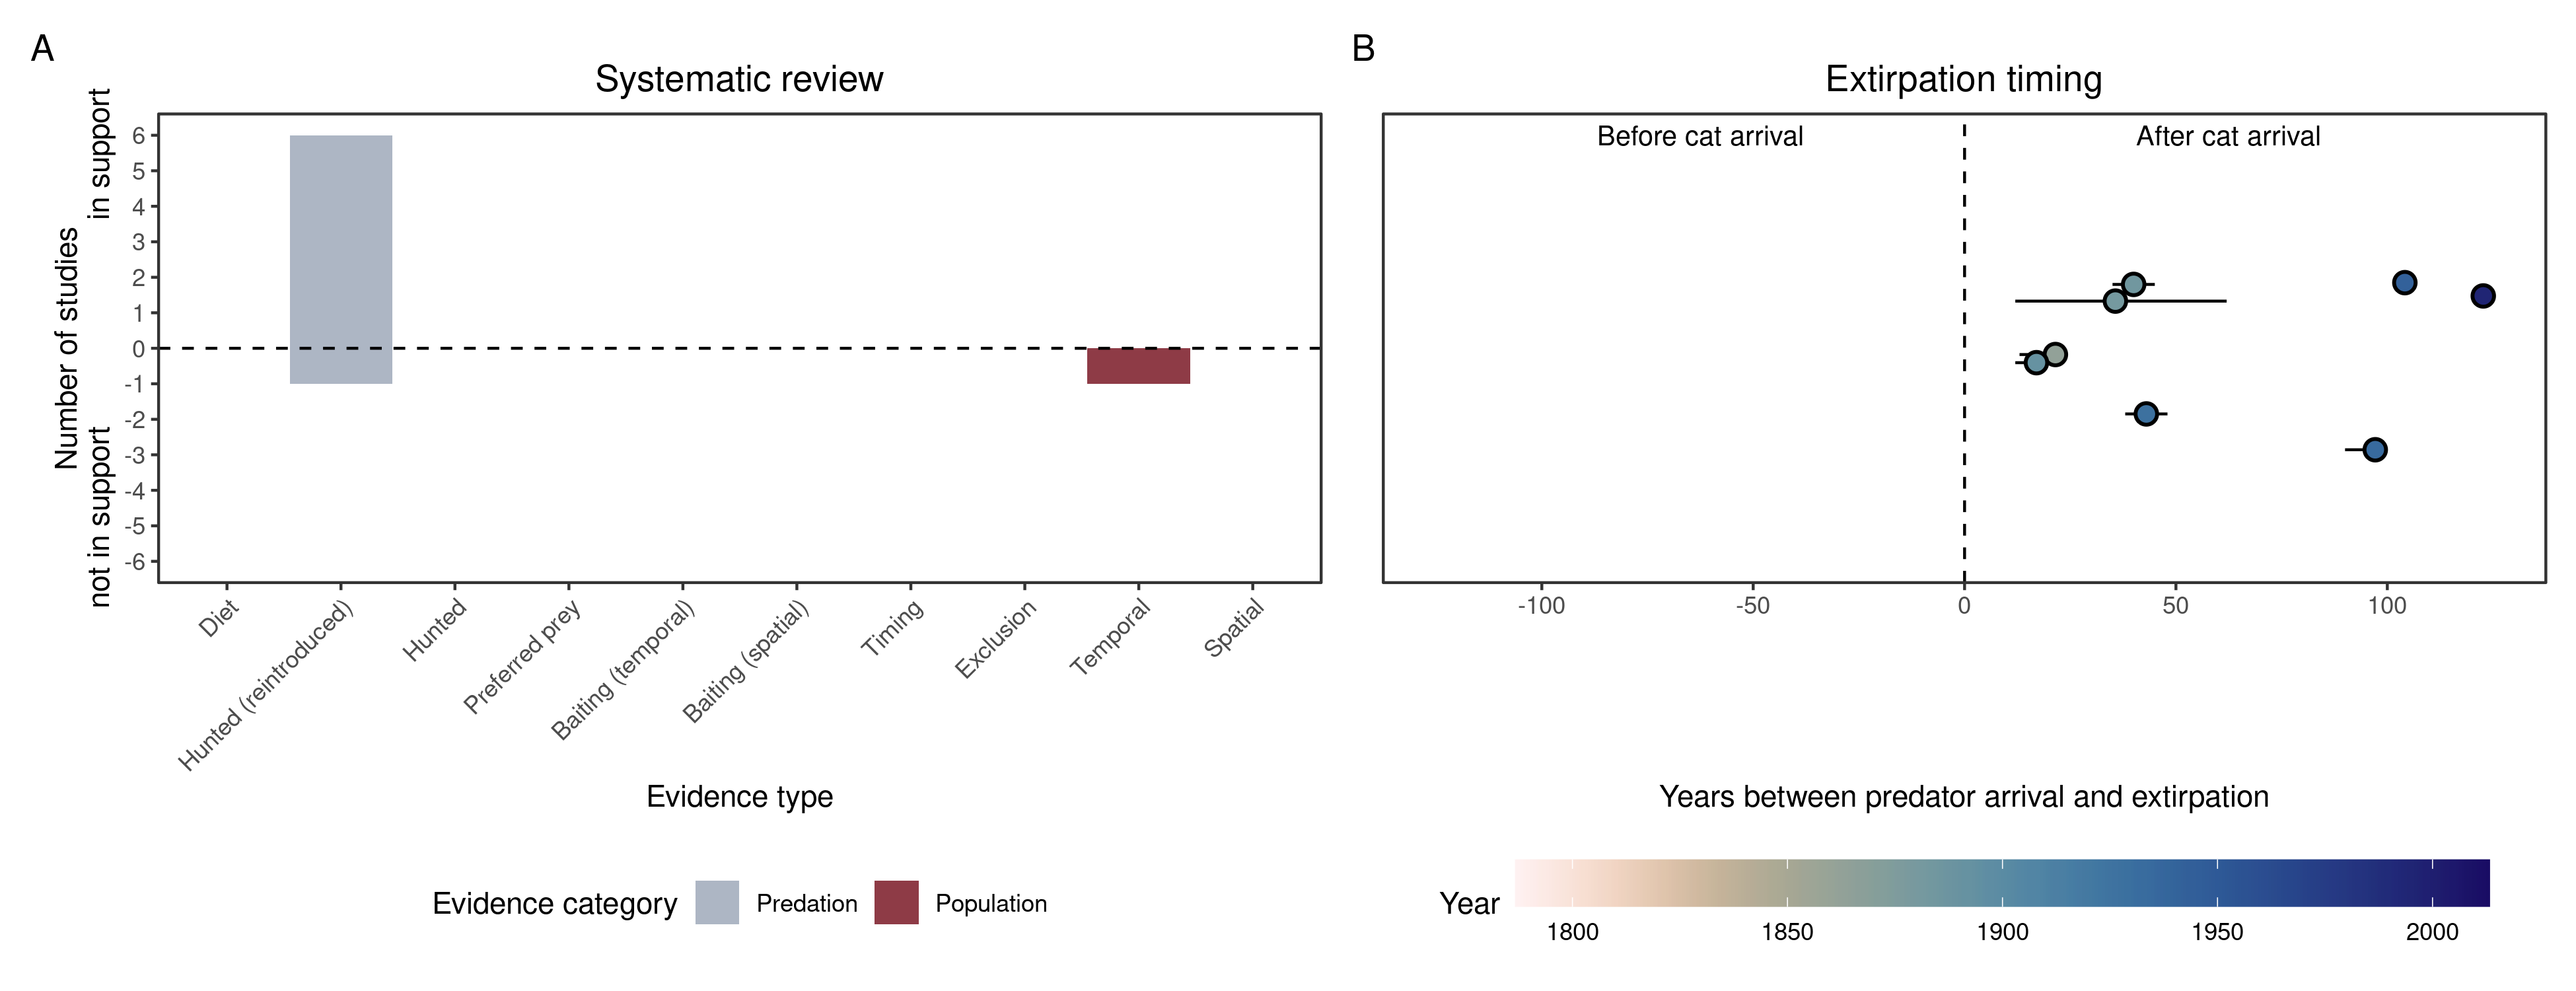 A
Systematic review
Number of studies
not in support
in support
6
5
4
3
2
1
0
-1
-2
-3
-4
-5
-6
Diet
Hunted (reintroduced)
Hunted
Preferred prey
Baiting (temporal)
Baiting (spatial)
Timing
Exclusion
Temporal
Spatial
Evidence type
Evidence category
Predation
Population
B
Extirpation timing
Before cat arrival
After cat arrival
-100
-50
0
50
100
Years between predator arrival and extirpation
Year
1800
1850
1900
1950
2000